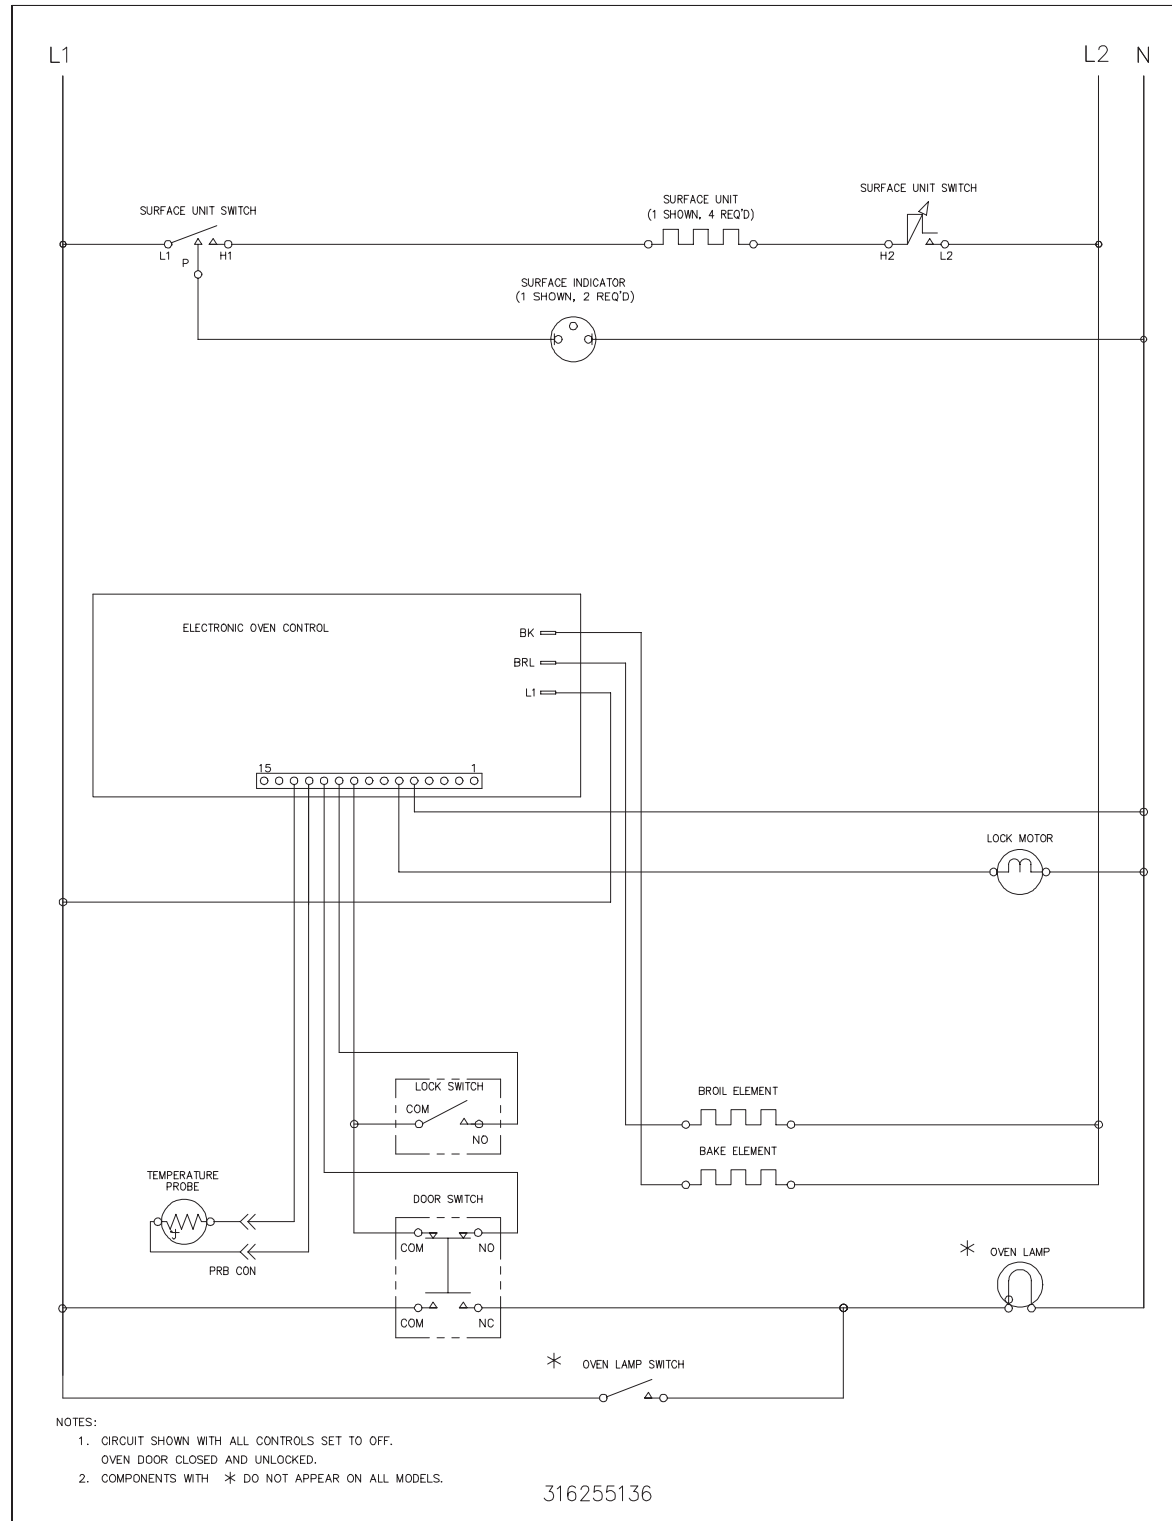 L1
L2
N
SURFACE UNIT SWITCH
SURFACE UNIT
(1 SHOWN, 4 REQ'D)
SURFACE UNIT SWITCH
L1
P
H1
H2
L2
SURFACE INDICATOR
(1 SHOWN, 2 REQ'D)
ELECTRONIC OVEN CONTROL
BK
BRL
L1
15
1
LOCK MOTOR
LOCK SWITCH
COM
NO
BROIL ELEMENT
BAKE ELEMENT
TEMPERATURE
PROBE
PRB CON
DOOR SWITCH
COM
NO
COM
NC
* OVEN LAMP
* OVEN LAMP SWITCH
NOTES:
1. CIRCUIT SHOWN WITH ALL CONTROLS SET TO OFF.
OVEN DOOR CLOSED AND UNLOCKED.
2. COMPONENTS WITH * DO NOT APPEAR ON ALL MODELS.
316255136